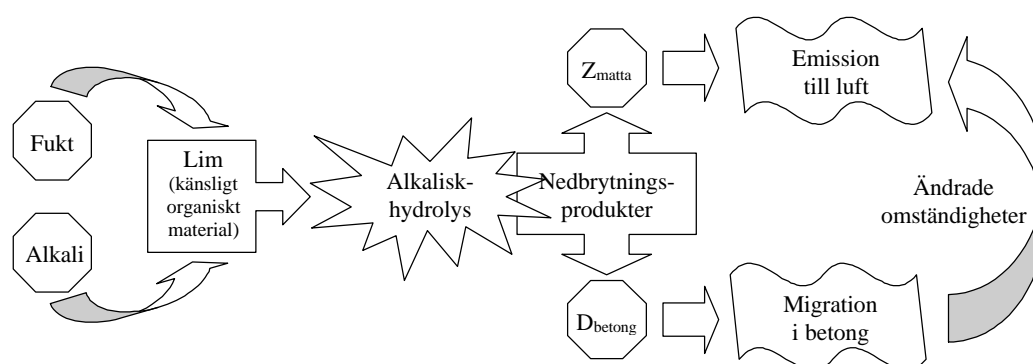 Fukt
Alkali
Lim
(känsligt
organiskt
material)
Alkalisk-
hydrolys
Nedbrytnings-
produkter
Zmatta
Emission
till luft
Dbetong
Migration
i betong
Ändrade
omständigheter